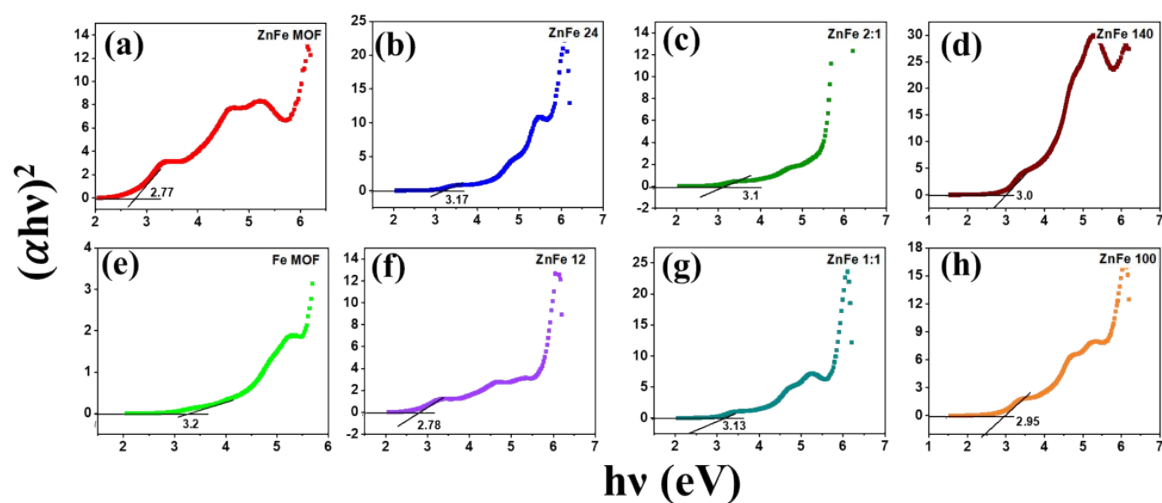 (αhν)²
(a)
ZnFe MOF
14
12
10
8
6
4
2
0
2.77
2 3 4 5 6
(b)
ZnFe 24
25
20
15
10
5
0
3.17
2 3 4 5 6 7
(c)
ZnFe 2:1
14
12
10
8
6
4
2
0
-2
3.1
1 2 3 4 5 6 7
(d)
ZnFe 140
30
25
20
15
10
5
0
3.0
1 2 3 4 5 6 7
(e)
Fe MOF
4
3
2
1
0
3.2
2 3 4 5 6
(f)
ZnFe 12
14
12
10
8
6
4
2
0
-2
2.78
1 2 3 4 5 6 7
(g)
ZnFe 1:1
25
20
15
10
5
0
3.13
2 3 4 5 6 7
(h)
ZnFe 100
18
15
12
9
6
3
0
2.95
1 2 3 4 5 6 7
hν (eV)